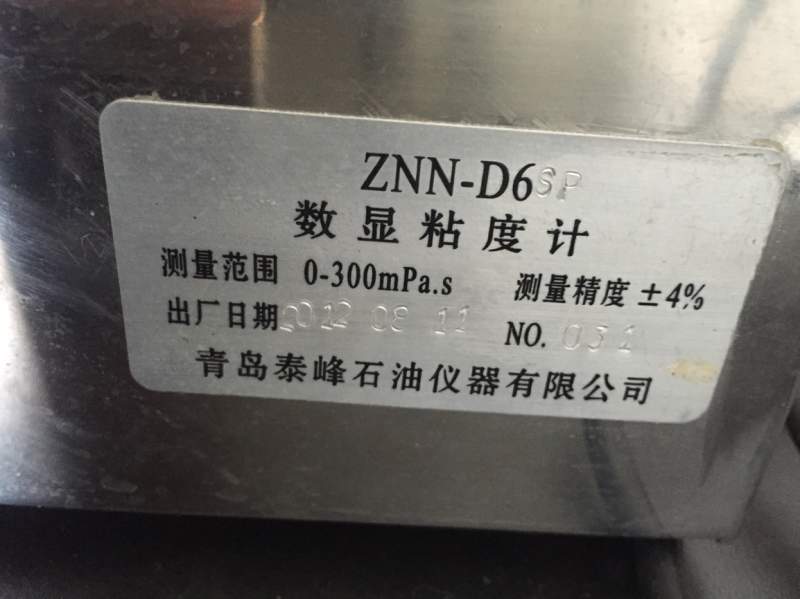 ZNN-D6SP
数显粘度计
测量范围 0-300mPa.s 测量精度 ±4%
出厂日期 2012 08 11 NO. 031
青岛泰峰石油仪器有限公司